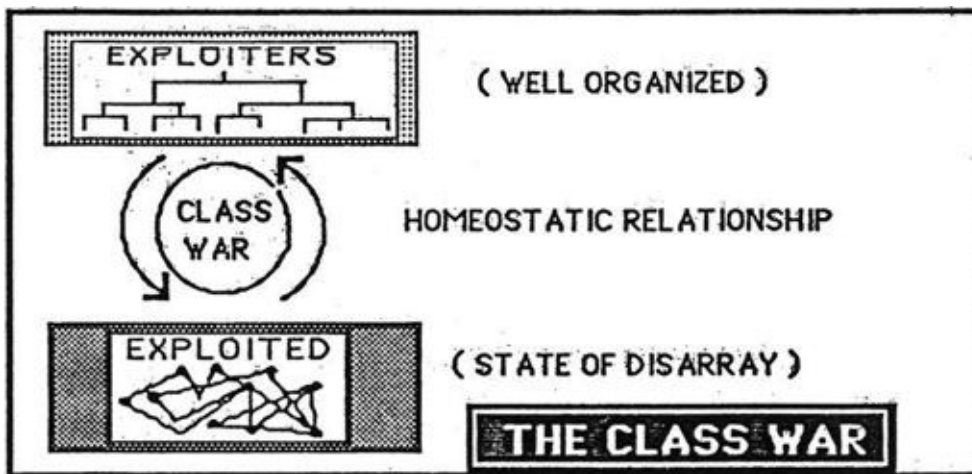 EXPLOITERS
( WELL ORGANIZED )
CLASS
WAR
HOMEOSTATIC RELATIONSHIP
EXPLOITED
( STATE OF DISARRAY )
THE CLASS WAR